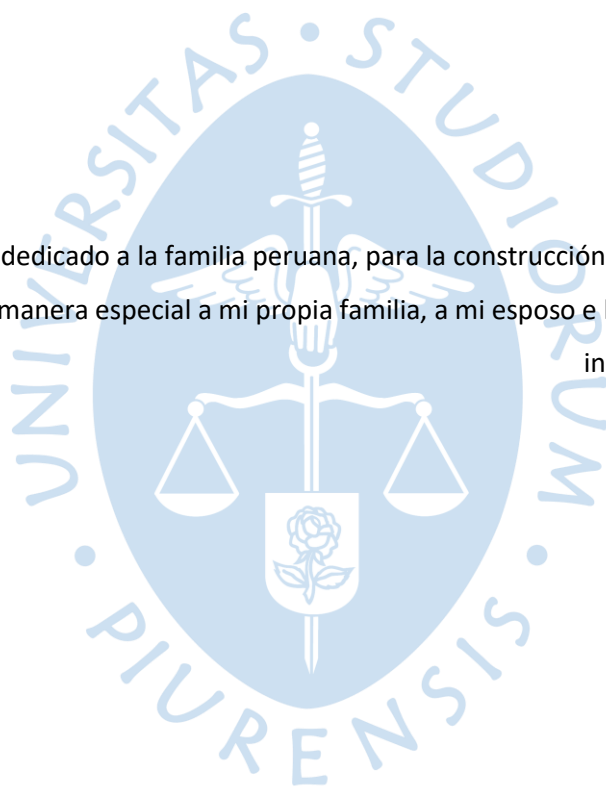 UNIVERSITAS • STUDIORUM • PIURENSIS •
dedicado a la familia peruana, para la construcción
manera especial a mi propia familia, a mi esposo e
in